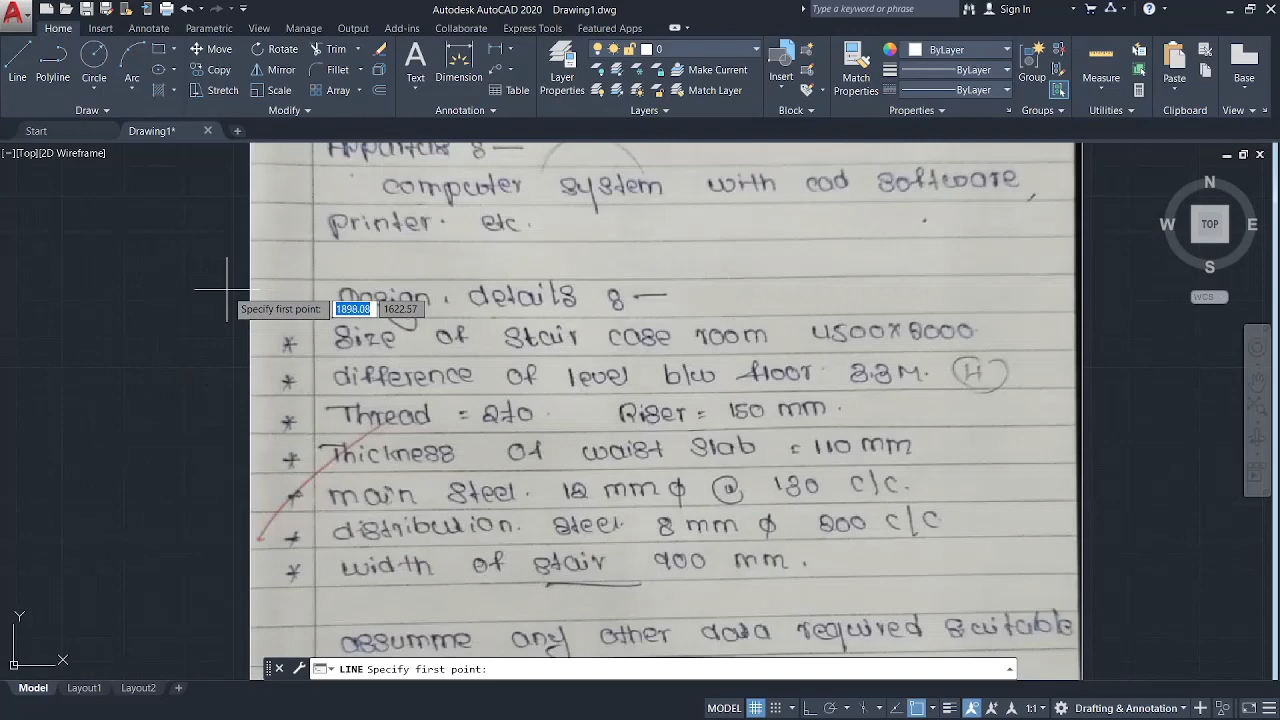 Autodesk AutoCAD 2020 Drawing1.dwg
Type a keyword or phrase
Sign In
Home Insert Annotate Parametric View Manage Output Add-ins Collaborate Express Tools Featured Apps
Line Polyline Circle Arc
Move Rotate Trim
Copy Mirror Fillet
Stretch Scale Array
Text Dimension Table
Layer Properties
0
Make Current
Match Layer
Insert
Match Properties
ByLayer
ByLayer
ByLayer
Group Measure Paste Base
Draw Modify Annotation Layers Block Properties Groups Utilities Clipboard View
Start Drawing1*
[-][Top][2D Wireframe]
computer system with cad software,
printer. etc.
details :—
Specify first point: 1898.08 1622.57
* Size of Stair case room 4500x5000
* difference of level b/w floor 3.3M. (H)
* Thread = 270. Riser = 150 mm.
* Thickness of waist slab = 110 mm
* main Steel. 12 mm ϕ @ 130 c/c.
* distribution. Steel. 8 mm ϕ 200 c/c
* width of stair 900 mm.
assumme any other data required suitable
N
W TOP E
S
WCS
Y
X
LINE Specify first point:
Model Layout1 Layout2
MODEL 1:1 Drafting & Annotation